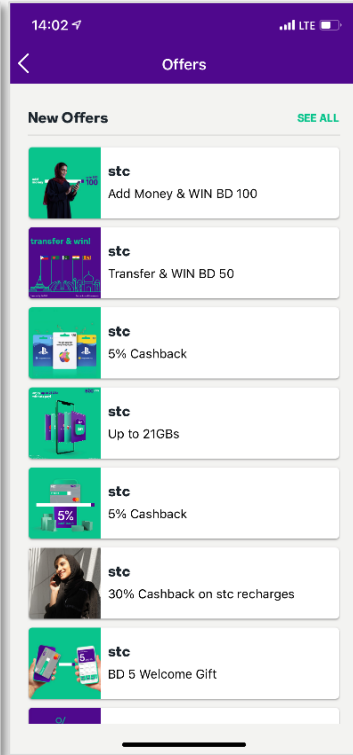 14:02
LTE
Offers
New Offers
SEE ALL
100
stc
Add Money & WIN BD 100
transfer & win!
stc
Transfer & WIN BD 50
stc
5% Cashback
stc
Up to 21GBs
5%
stc
5% Cashback
stc
30% Cashback on stc recharges
5
stc
BD 5 Welcome Gift
%